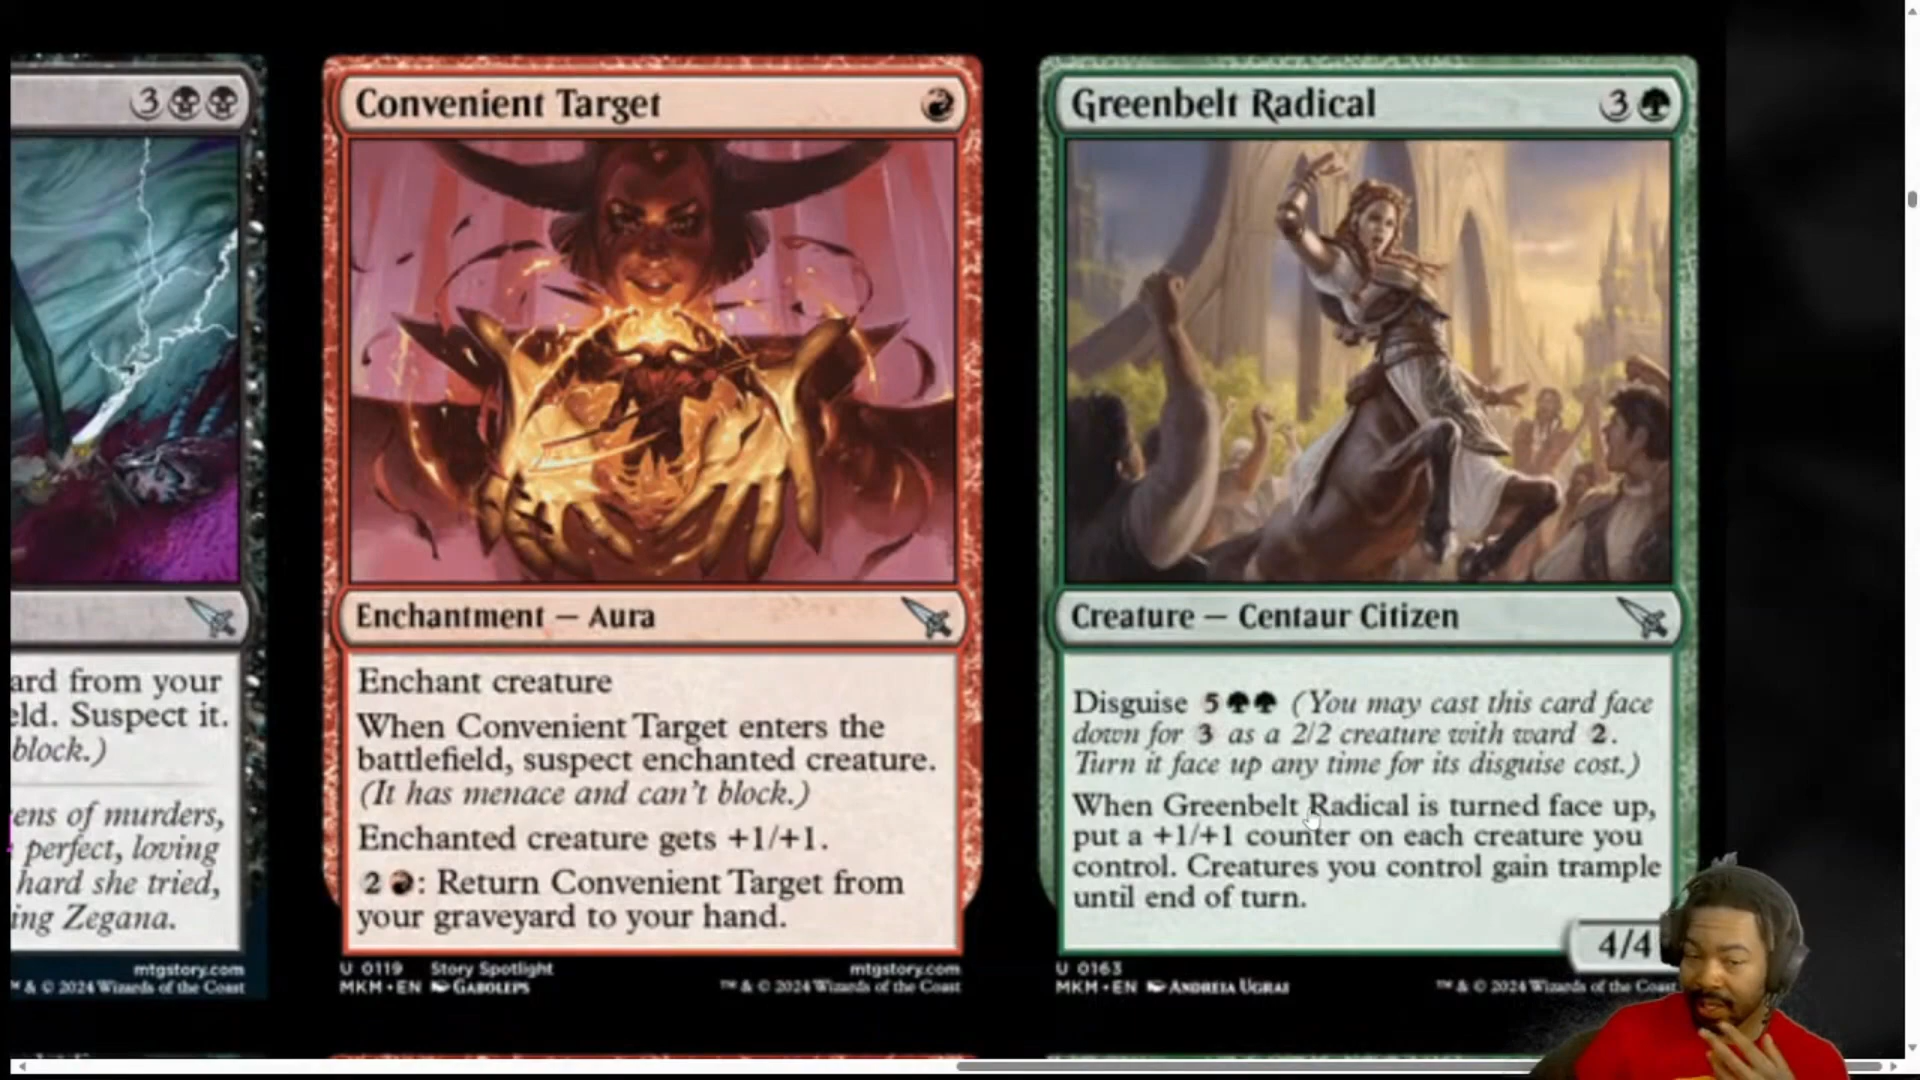 3
ard from your
eld. Suspect it.
block.)
ens of murders,
perfect, loving
hard she tried,
ing Zegana.
mtgstory.com
™ & © 2024 Wizards of the Coast
Convenient Target
Enchantment — Aura
Enchant creature
When Convenient Target enters the
battlefield, suspect enchanted creature.
(It has menace and can't block.)
Enchanted creature gets +1/+1.
2 : Return Convenient Target from
your graveyard to your hand.
U 0119 Story Spotlight mtgstory.com
MKM • EN GABOLEPS ™ & © 2024 Wizards of the Coast
Greenbelt Radical 3
Creature — Centaur Citizen
Disguise 5 (You may cast this card face
down for 3 as a 2/2 creature with ward 2.
Turn it face up any time for its disguise cost.)
When Greenbelt Radical is turned face up,
put a +1/+1 counter on each creature you
control. Creatures you control gain trample
until end of turn.
4/4
U 0163
MKM • EN ANDREIA UGRAI ™ & © 2024 Wizards of the Coast